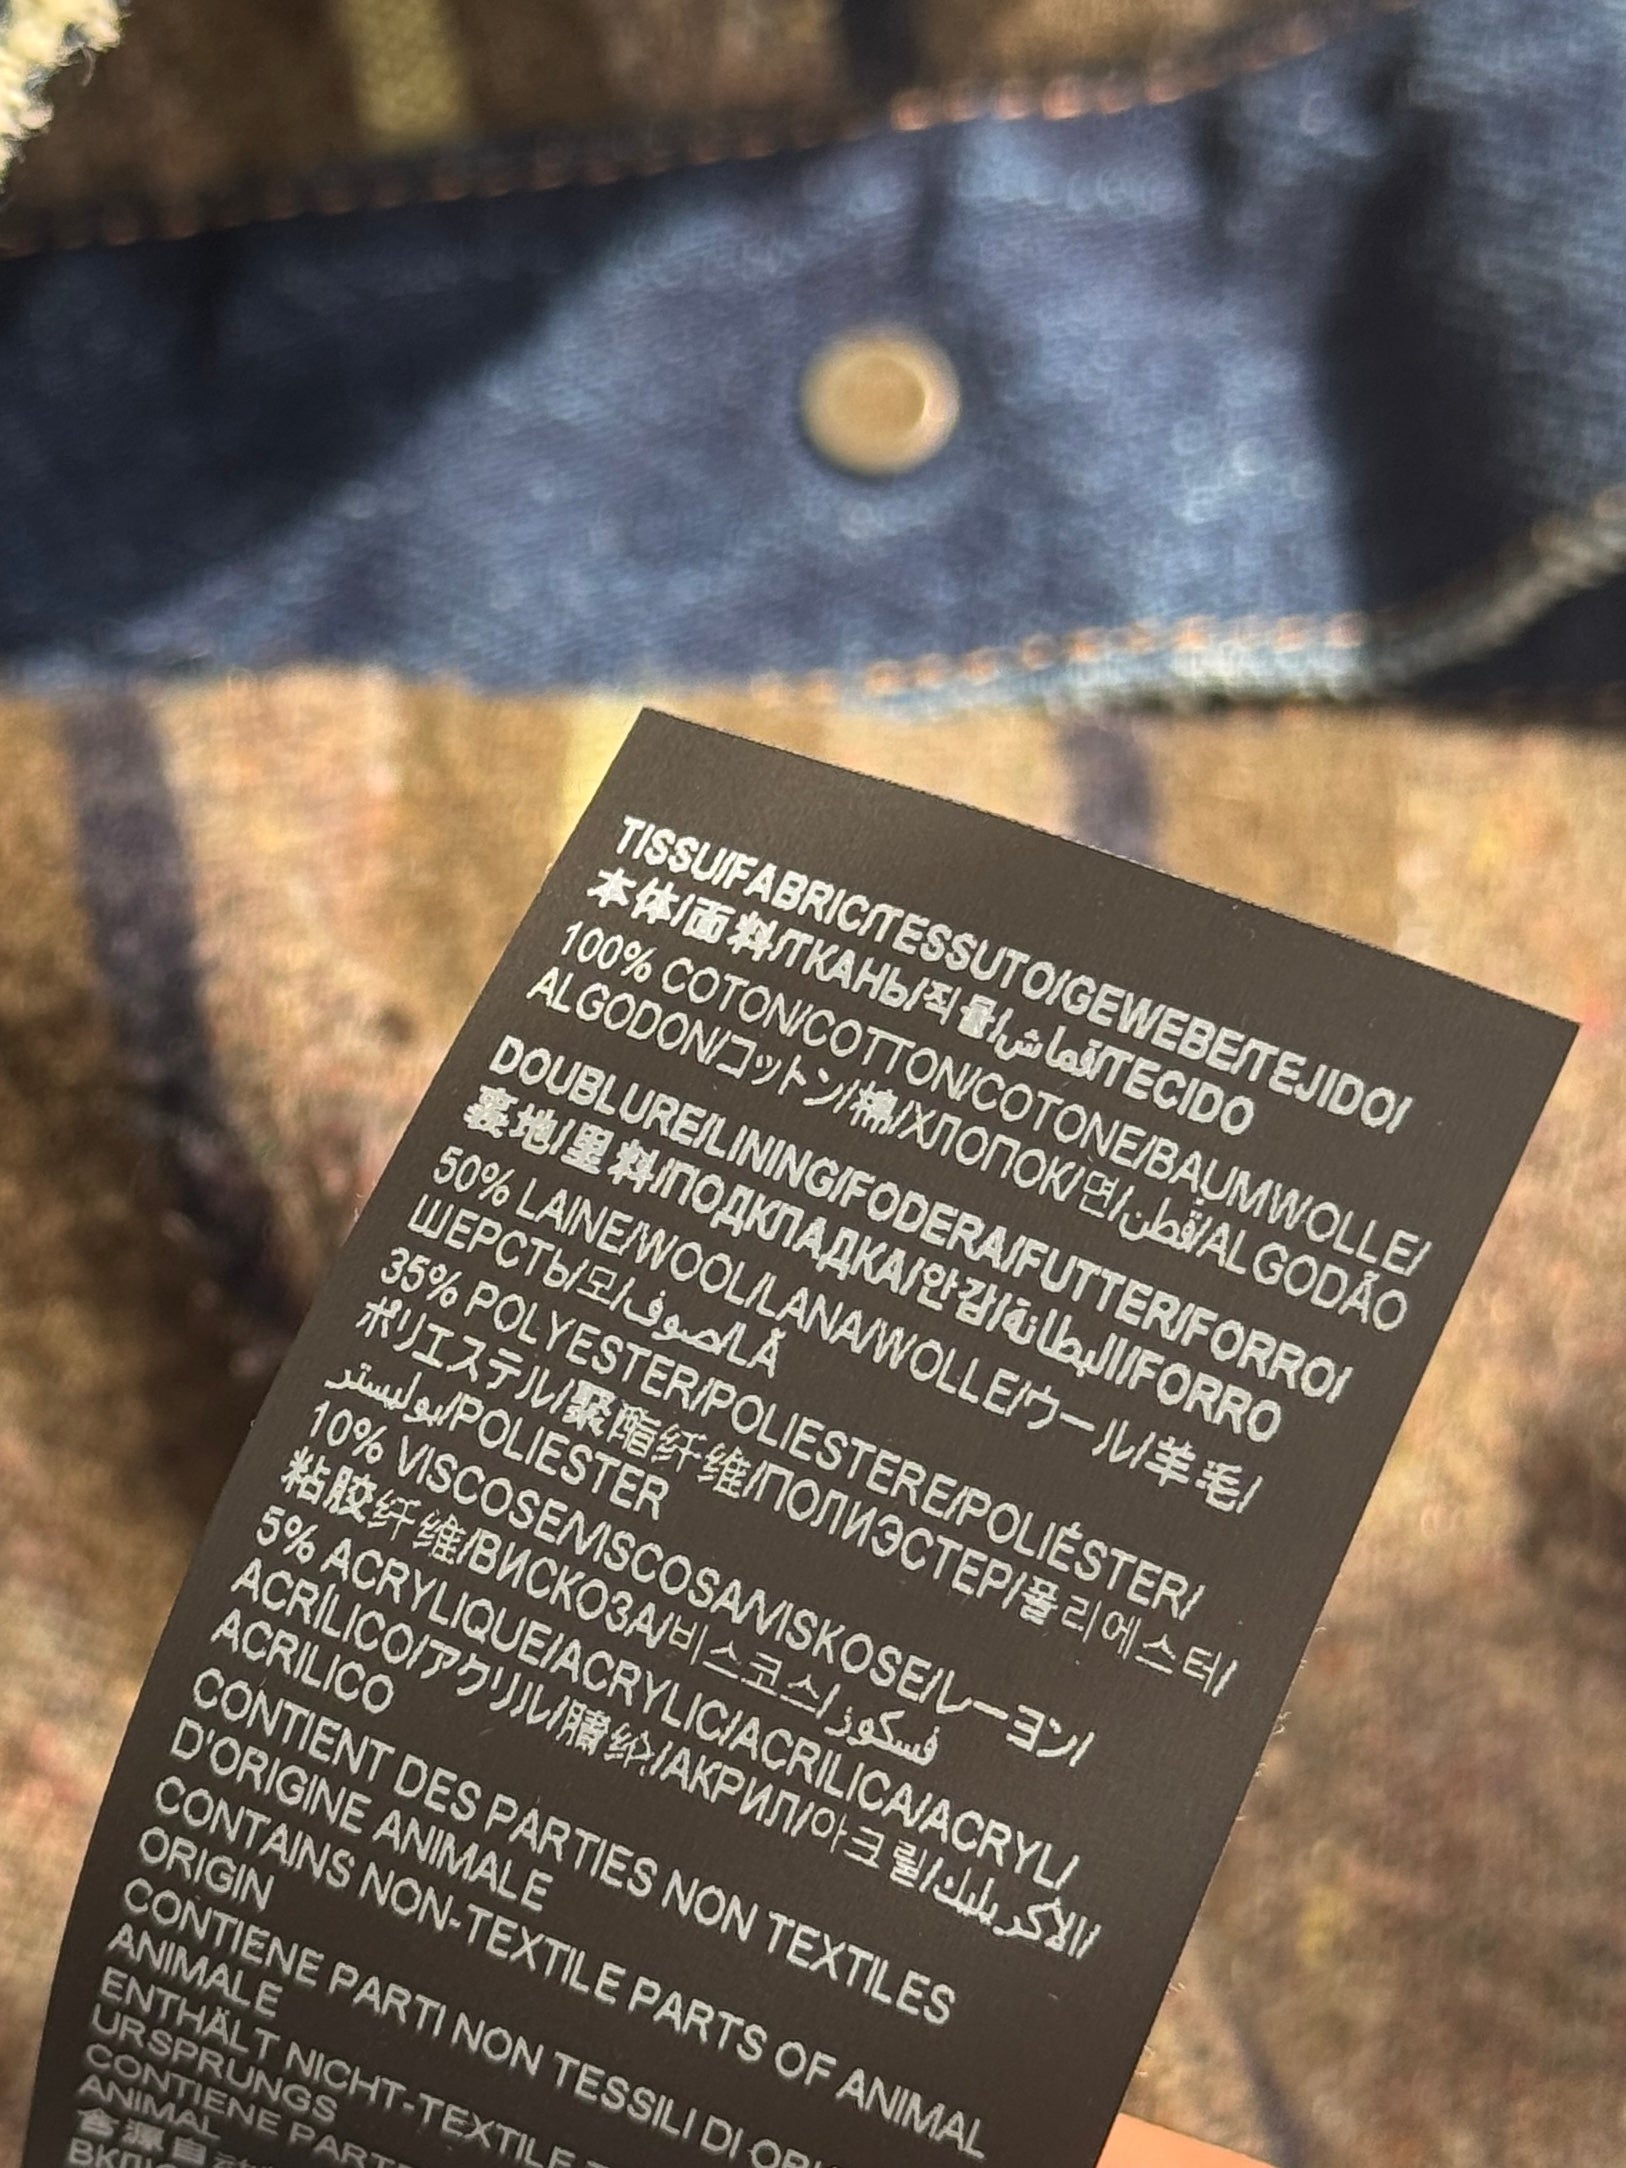 TISSU/FABRIC/TESSUTO/GEWEBE/TEJIDO/
本体/面料/ТКАНЬ/직물/قماش/TECIDO
100% COTON/COTTON/COTONE/BAUMWOLLE/
ALGODON/コットン/棉/ХЛОПОК/면/قطن/ALGODÃO
DOUBLURE/LINING/FODERA/FUTTER/FORRO/
裏地/里料/ПОДКЛАДКА/안감/البطانة/FORRO
50% LAINE/WOOL/LANA/WOLLE/ウール/羊毛/
ШЕРСТЬ/모/صوف/LÃ
35% POLYESTER/POLIESTERE/POLIÉSTER/
ポリエステル/聚酯纤维/ПОЛИЭСТЕР/폴리에스터/
بوليستر/POLIESTER
10% VISCOSE/VISCOSA/VISKOSE/レーヨン/
粘胶纤维/ВИСКОЗА/비스코스/فسكوز
5% ACRYLIQUE/ACRYLIC/ACRILICA/ACRYL/
ACRÍLICO/アクリル/腈纶/АКРИЛ/아크릴/الأكريليك/
ACRILICO
CONTIENT DES PARTIES NON TEXTILES
D'ORIGINE ANIMALE
CONTAINS NON-TEXTILE PARTS OF ANIMAL
ORIGIN
CONTIENE PARTI NON TESSILI DI
ANIMALE
ENTHÄLT NICHT-TEXTILE
URSPRUNGS
CONTIENE
ANIMAL
含源自